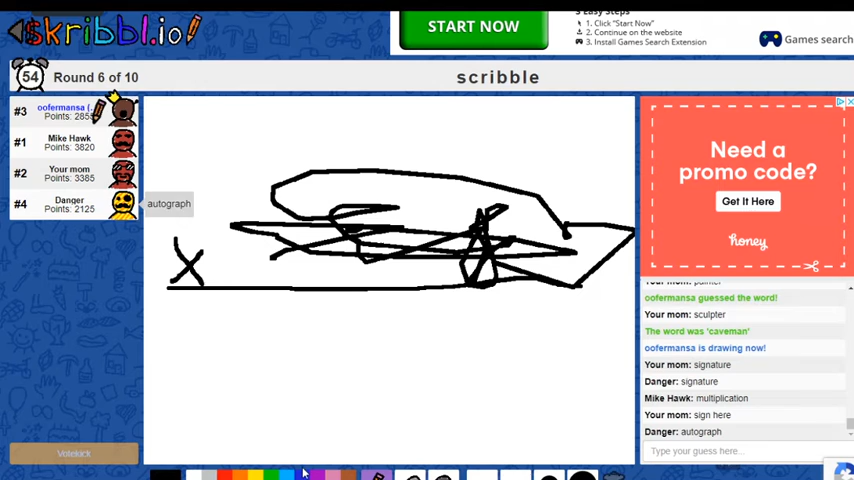 skribbl.io
START NOW
3 Easy Steps
1. Click "Start Now"
2. Continue on the website
3. Install Games Search Extension
Games search
54
Round 6 of 10
scribble
#3
oofermansa (
Points: 2855
#1
Mike Hawk
Points: 3820
#2
Your mom
Points: 3385
#4
Danger
Points: 2125
autograph
X
Need a
promo code?
Get It Here
honey
Your mom: painter
oofermansa guessed the word!
Your mom: sculpter
The word was 'caveman'
oofermansa is drawing now!
Your mom: signature
Danger: signature
Mike Hawk: multiplication
Your mom: sign here
Danger: autograph
Type your guess here...
Votekick